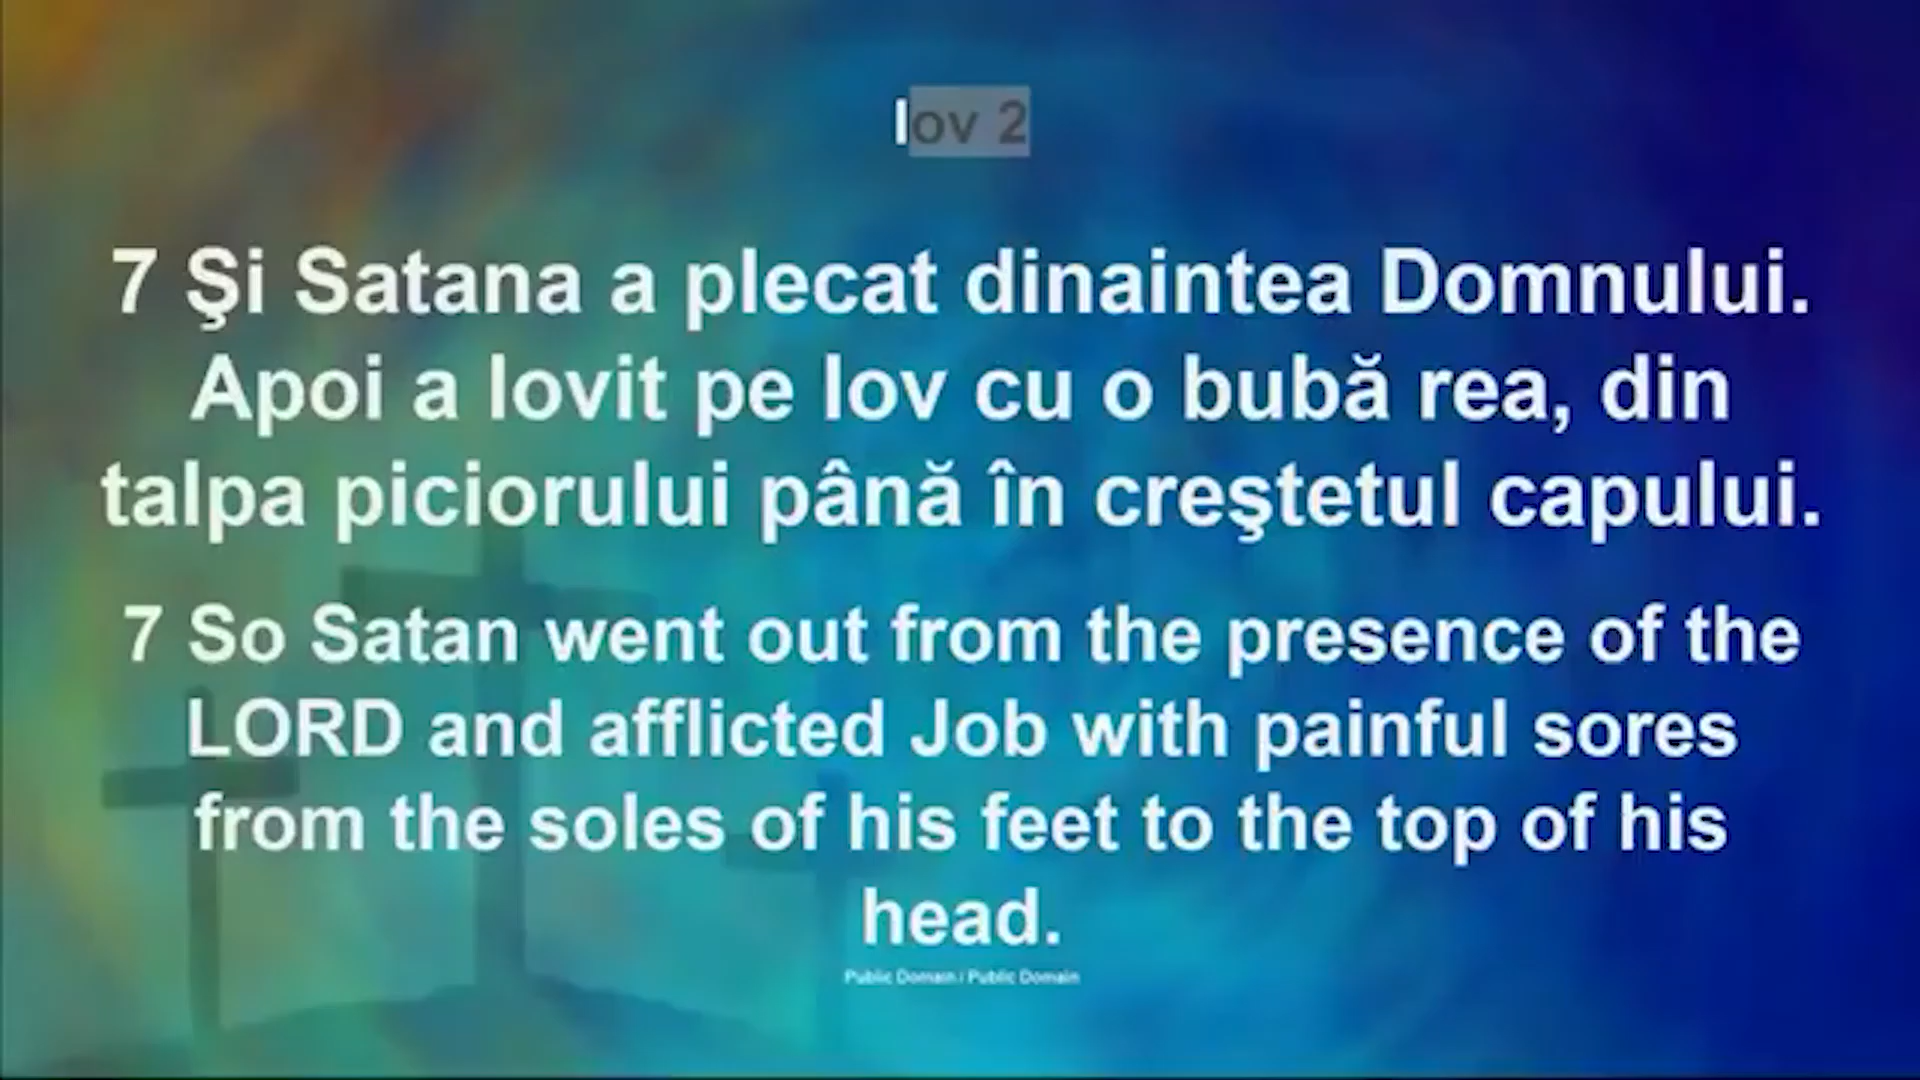 Iov 2
7 Şi Satana a plecat dinaintea Domnului.
Apoi a lovit pe Iov cu o bubă rea, din
talpa piciorului până în creştetul capului.
7 So Satan went out from the presence of the
LORD and afflicted Job with painful sores
from the soles of his feet to the top of his
head.
Public Domain / Public Domain